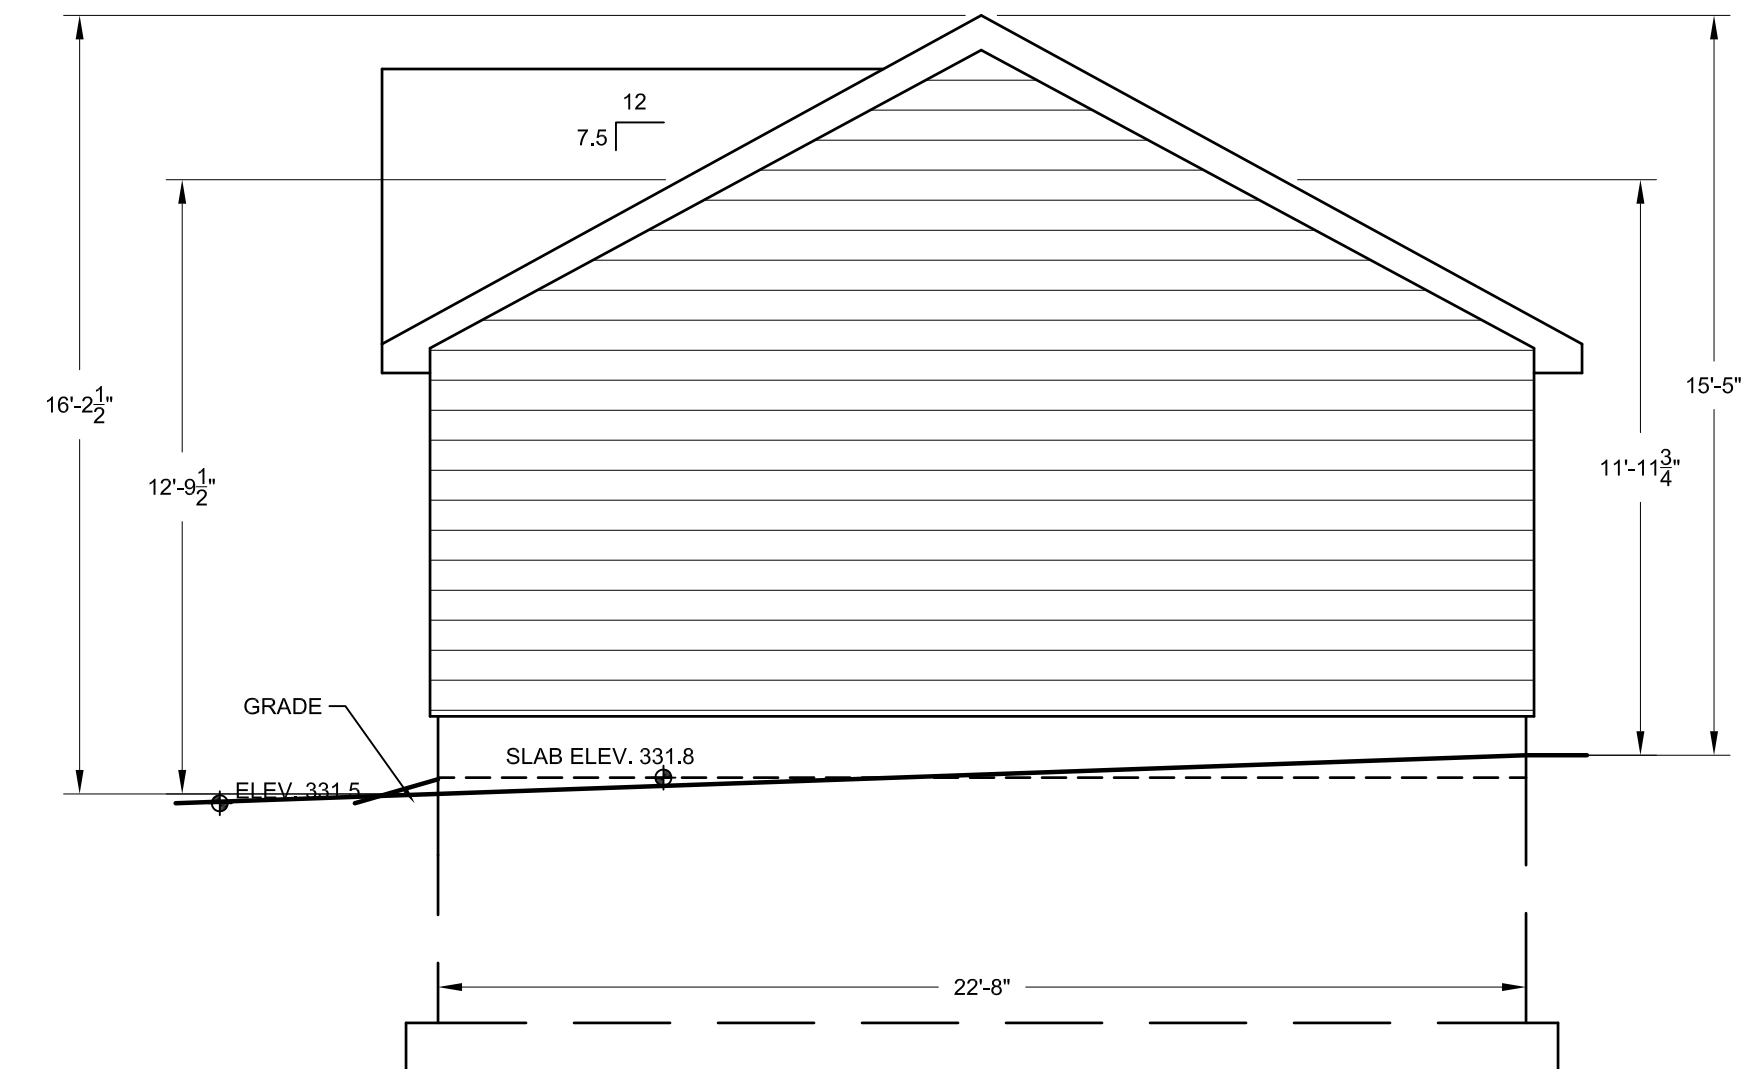 12
7.5
16'-2 1/2"
15'-5"
12'-9 1/2"
11'-11 3/4"
GRADE
SLAB ELEV. 331.8
ELEV. 331.5
22'-8"